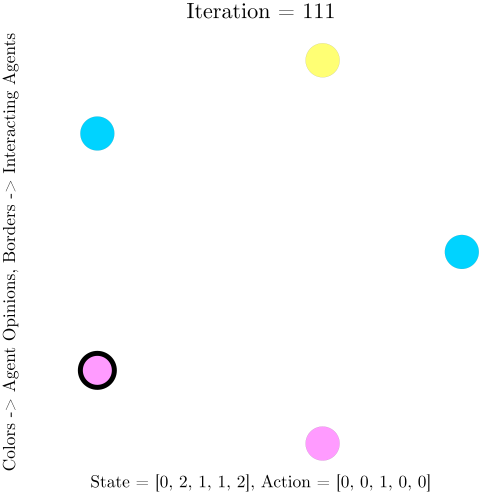 Iteration = 111
Colors -> Agent Opinions, Borders -> Interacting Agents
State = [0, 2, 1, 1, 2], Action = [0, 0, 1, 0, 0]